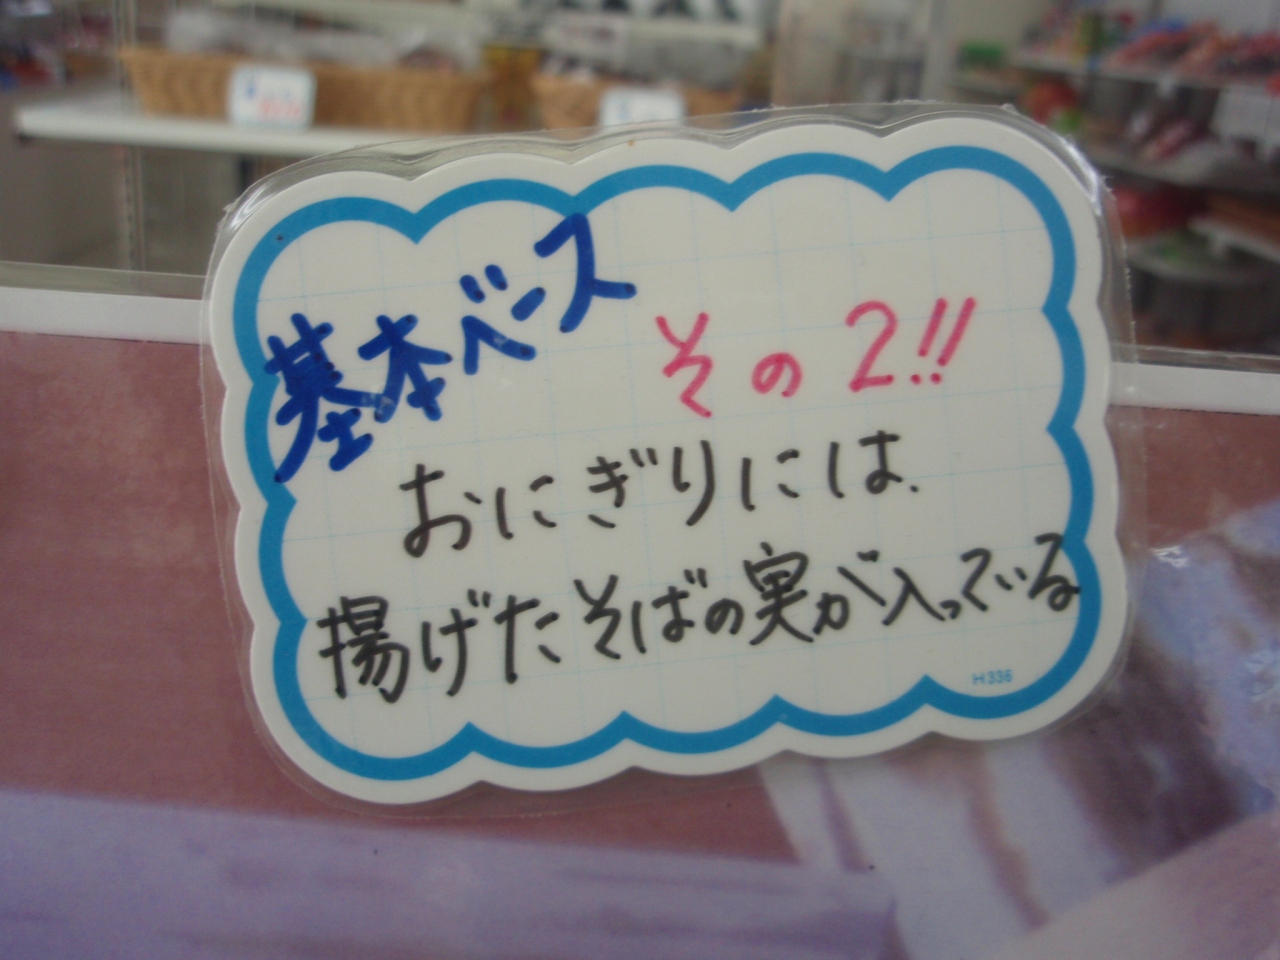 基本ベース
その2!!
おにぎりには、
揚げたそばの実が入っている
H336